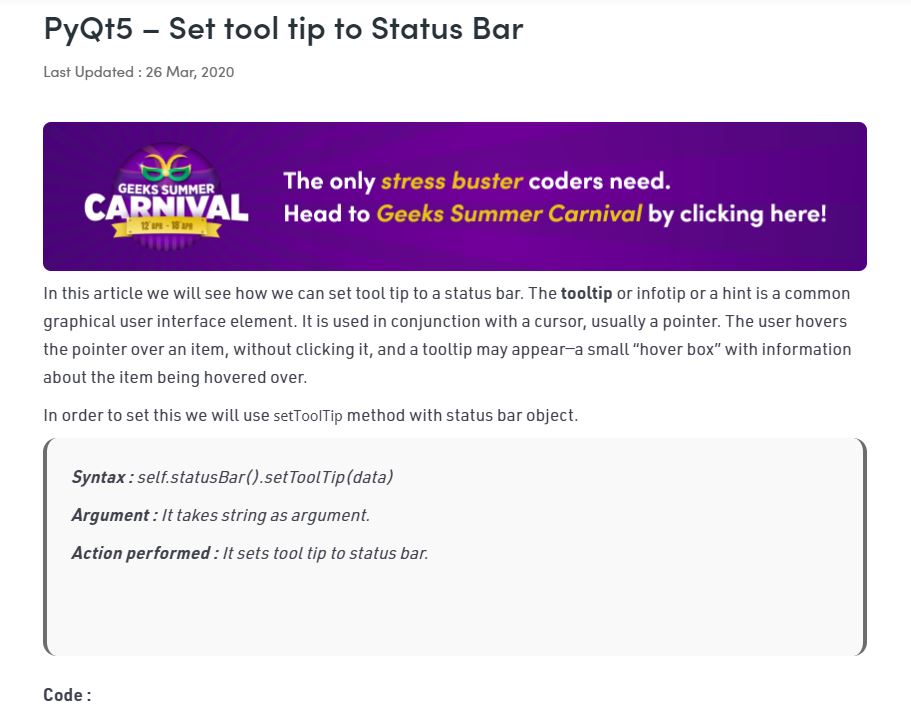 PyQt5 – Set tool tip to Status Bar
Last Updated : 26 Mar, 2020
GEEKS SUMMER
CARNIVAL
12 APR - 18 APR
The only stress buster coders need.
Head to Geeks Summer Carnival by clicking here!
In this article we will see how we can set tool tip to a status bar. The tooltip or infotip or a hint is a common
graphical user interface element. It is used in conjunction with a cursor, usually a pointer. The user hovers
the pointer over an item, without clicking it, and a tooltip may appear—a small “hover box” with information
about the item being hovered over.
In order to set this we will use setToolTip method with status bar object.
Syntax : self.statusBar().setToolTip(data)
Argument : It takes string as argument.
Action performed : It sets tool tip to status bar.
Code :